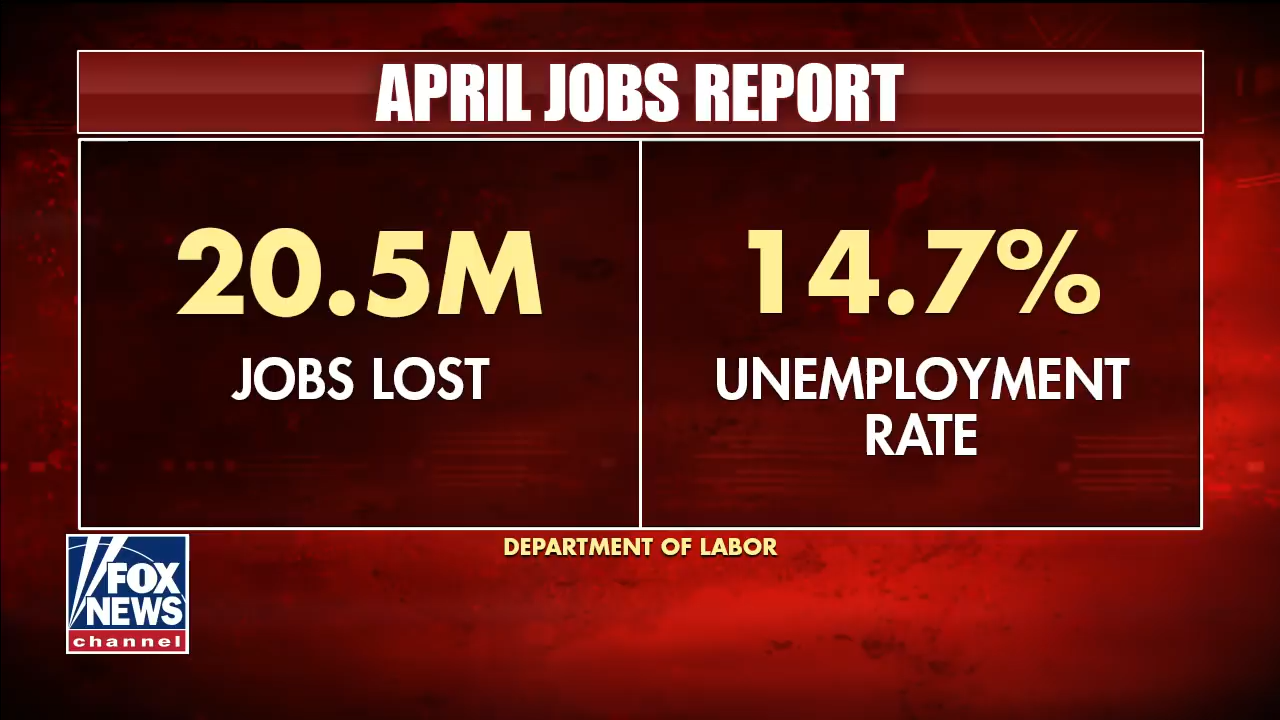 APRIL JOBS REPORT
20.5M
JOBS LOST
14.7%
UNEMPLOYMENT
RATE
DEPARTMENT OF LABOR
FOX
NEWS
channel